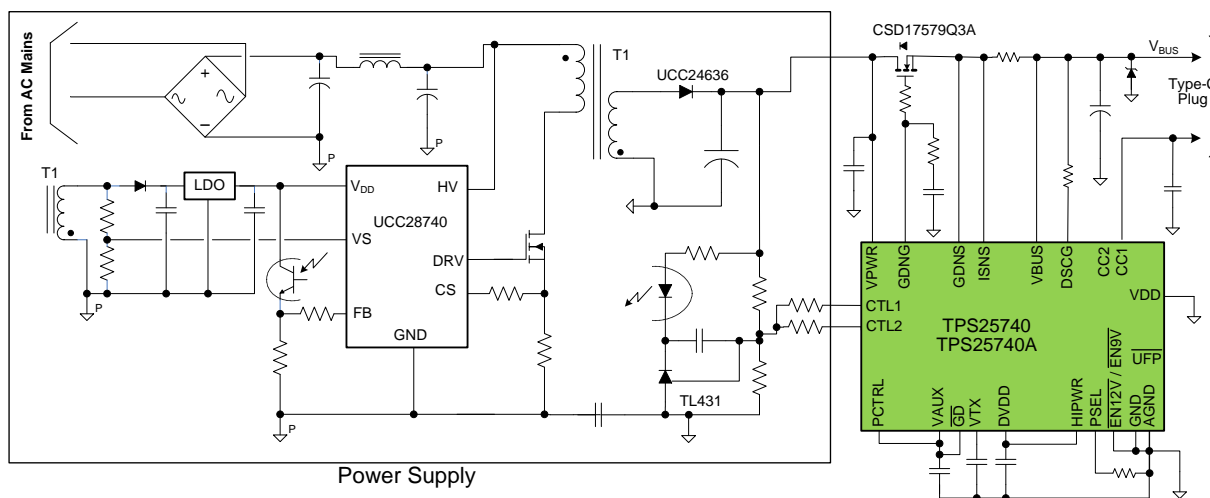 From AC Mains
T1
T1
UCC24636
CSD17579Q3A
VBUS
Type-C
Plug
P
P
LDO
VDD
HV
UCC28740
VS
DRV
CS
FB
GND
P
P
TL431
VPWR
GDNG
GDNS
ISNS
VBUS
DSCG
CC2
CC1
CTL1
CTL2
VDD
TPS25740
TPS25740A
UFP
PCTRL
VAUX
GD
VTX
DVDD
HIPWR
PSEL
EN12V / EN9V
GND
AGND
Power Supply